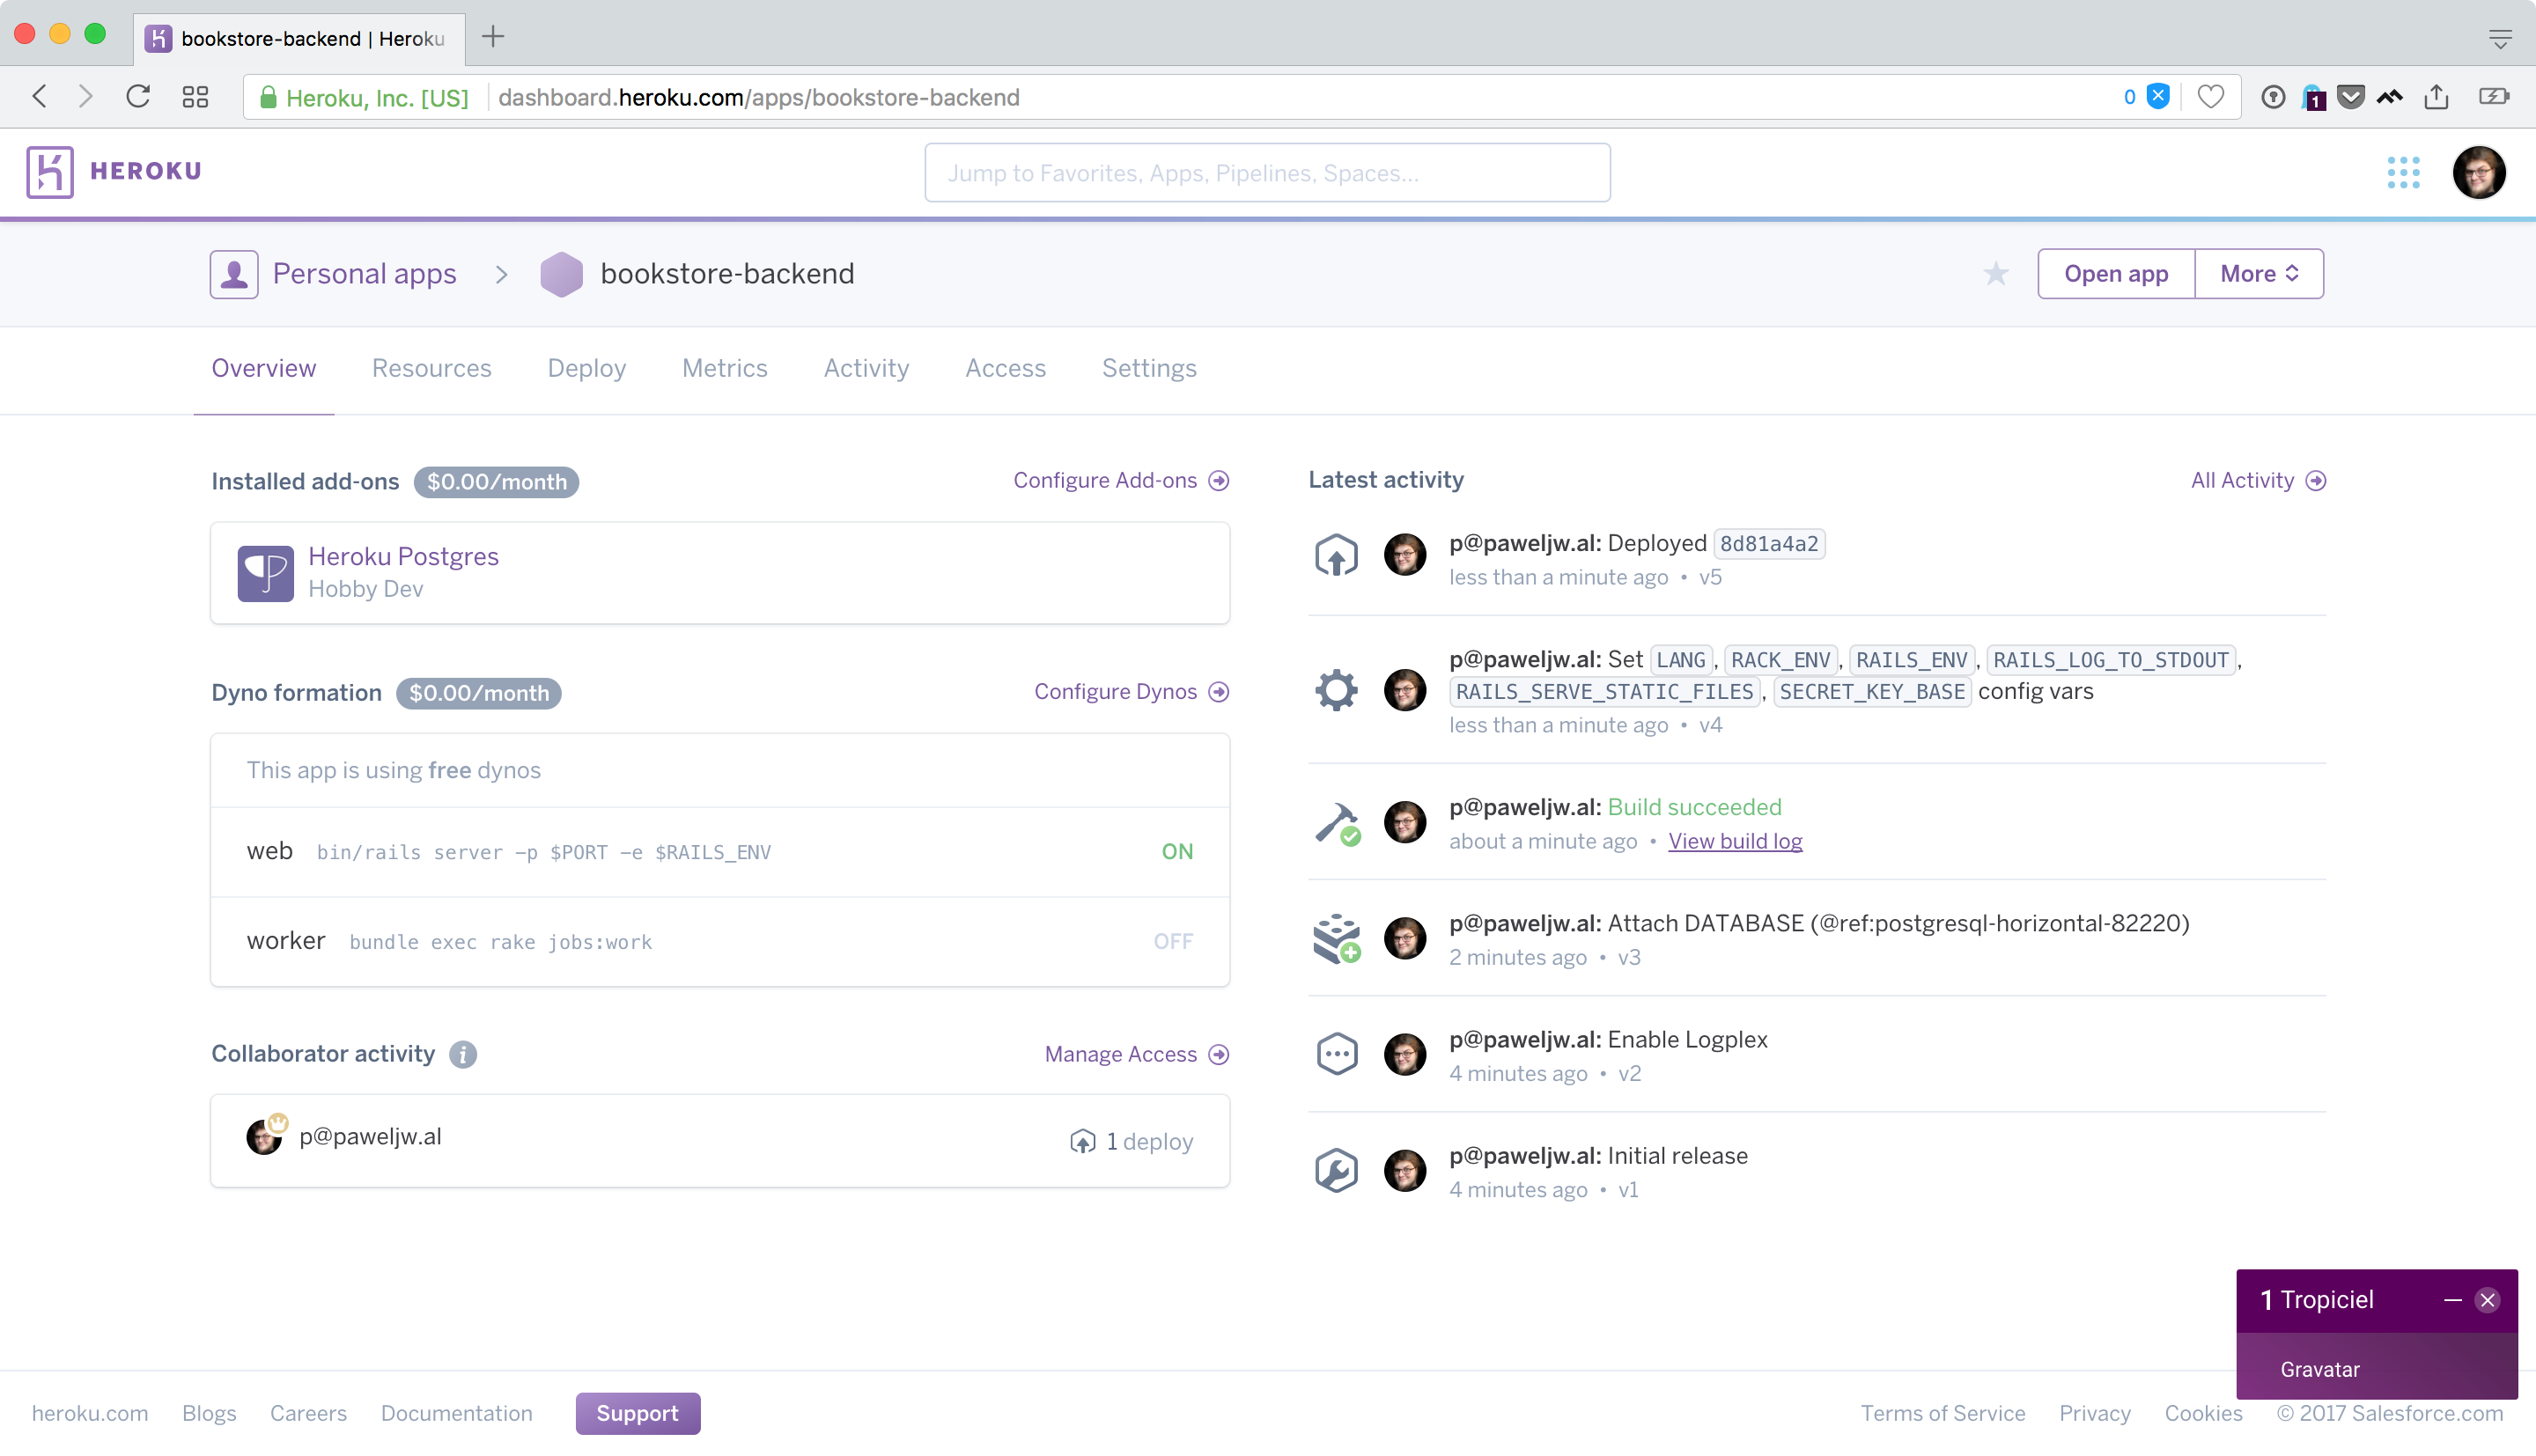 bookstore-backend | Heroku
Heroku, Inc. [US] dashboard.heroku.com/apps/bookstore-backend 0 1
HEROKU Jump to Favorites, Apps, Pipelines, Spaces...
Personal apps > bookstore-backend Open app More
Overview Resources Deploy Metrics Activity Access Settings
Installed add-ons $0.00/month Configure Add-ons
Heroku Postgres
Hobby Dev
Dyno formation $0.00/month Configure Dynos
This app is using free dynos
web bin/rails server -p $PORT -e $RAILS_ENV ON
worker bundle exec rake jobs:work OFF
Collaborator activity i Manage Access
p@paweljw.al 1 deploy
Latest activity All Activity
p@paweljw.al: Deployed 8d81a4a2
less than a minute ago • v5
p@paweljw.al: Set LANG, RACK_ENV, RAILS_ENV, RAILS_LOG_TO_STDOUT,
RAILS_SERVE_STATIC_FILES, SECRET_KEY_BASE config vars
less than a minute ago • v4
p@paweljw.al: Build succeeded
about a minute ago • View build log
p@paweljw.al: Attach DATABASE (@ref:postgresql-horizontal-82220)
2 minutes ago • v3
p@paweljw.al: Enable Logplex
4 minutes ago • v2
p@paweljw.al: Initial release
4 minutes ago • v1
1 Tropiciel
Gravatar
heroku.com Blogs Careers Documentation Support Terms of Service Privacy Cookies © 2017 Salesforce.com